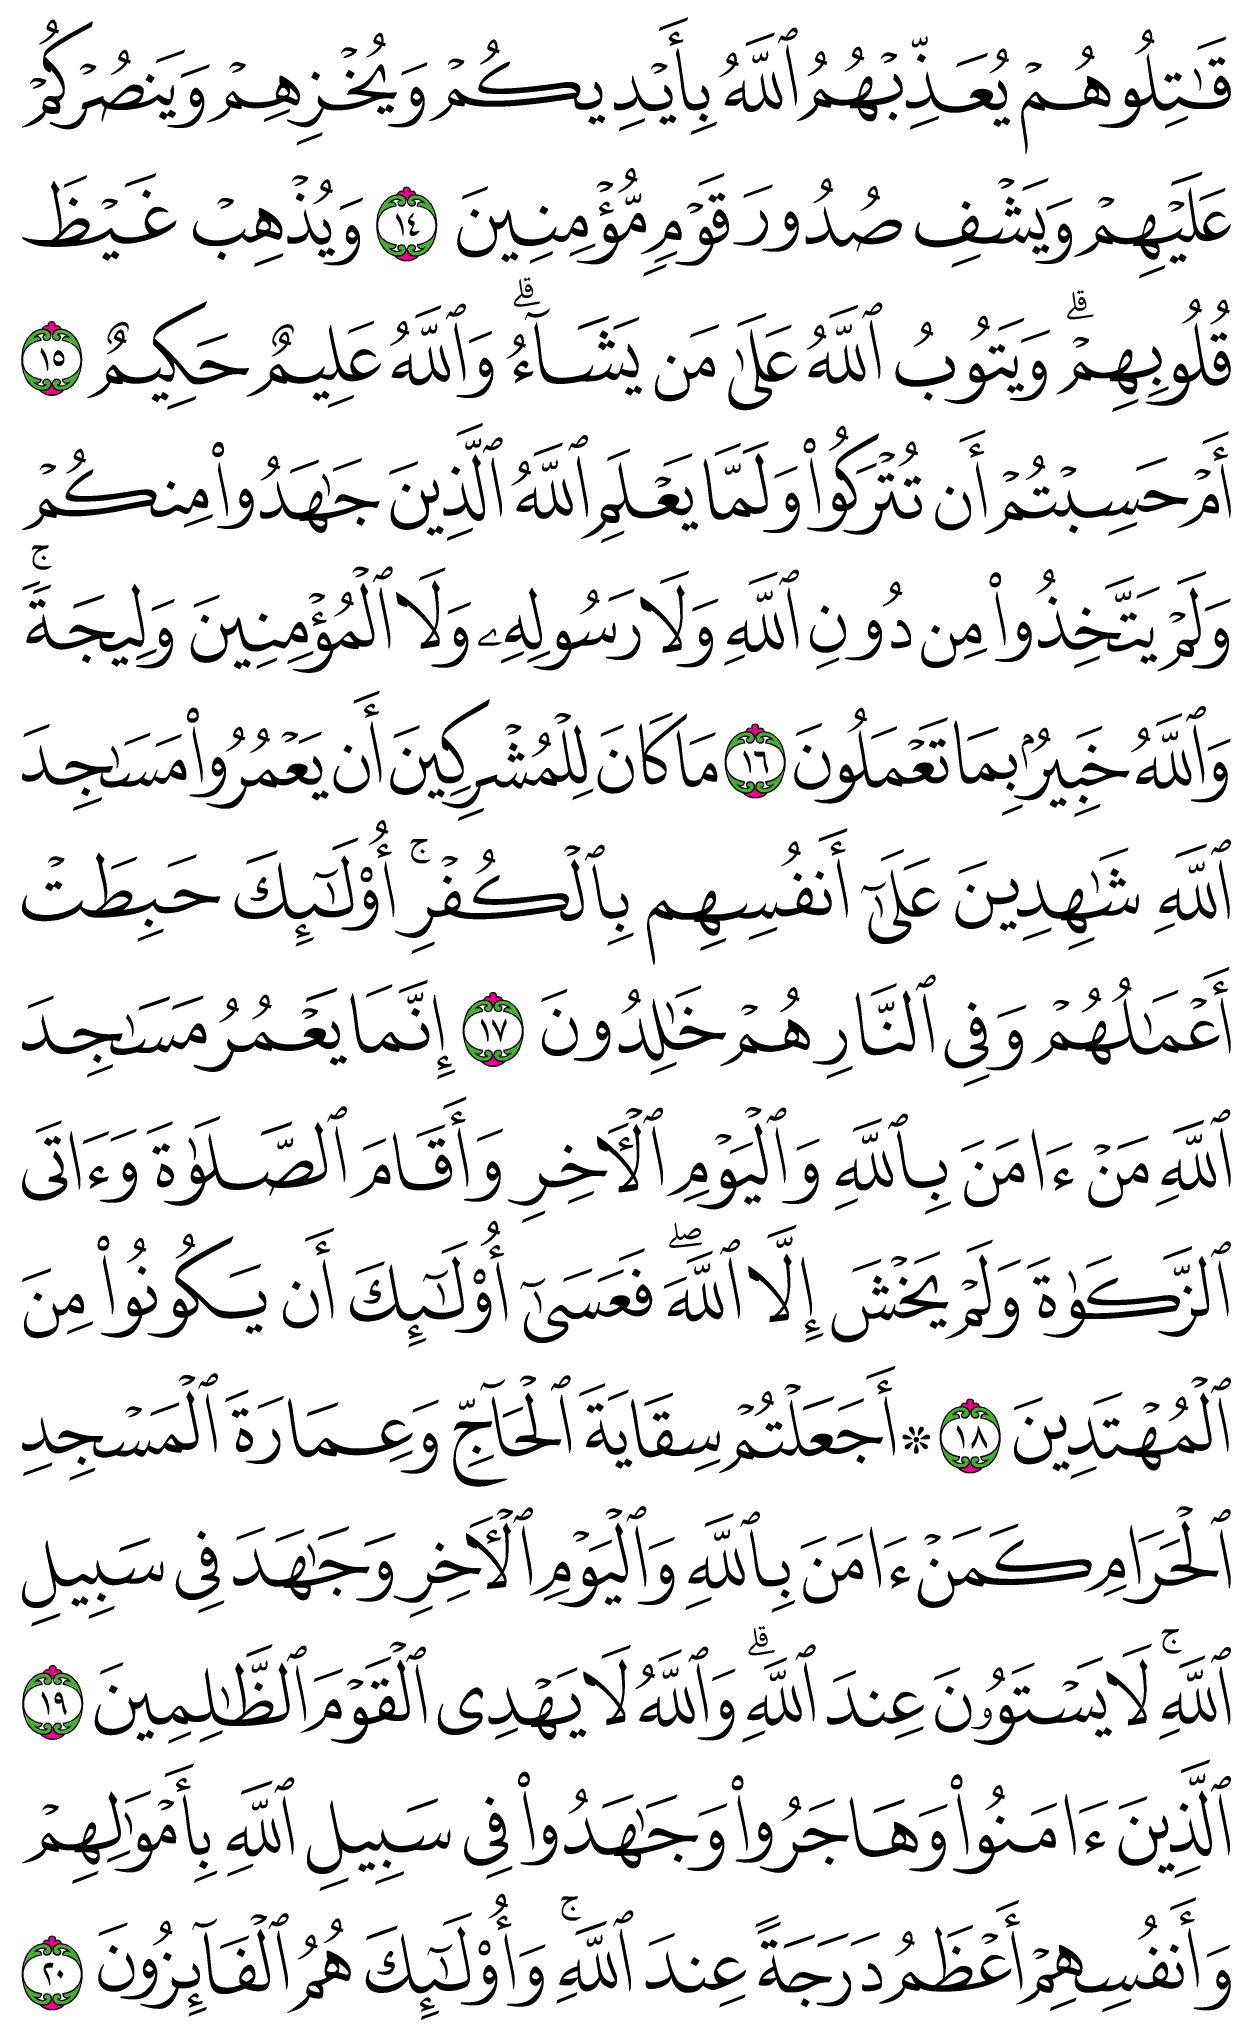 قَٰتِلُوهُمۡ يُعَذِّبۡهُمُ ٱللَّهُ بِأَيۡدِيكُمۡ وَيُخۡزِهِمۡ وَيَنصُرۡكُمۡ
عَلَيۡهِمۡ وَيَشۡفِ صُدُورَ قَوۡمٖ مُّؤۡمِنِينَ ١٤ وَيُذۡهِبۡ غَيۡظَ
قُلُوبِهِمۡۗ وَيَتُوبُ ٱللَّهُ عَلَىٰ مَن يَشَآءُۗ وَٱللَّهُ عَلِيمٌ حَكِيمٌ ١٥
أَمۡ حَسِبۡتُمۡ أَن تُتۡرَكُواْ وَلَمَّا يَعۡلَمِ ٱللَّهُ ٱلَّذِينَ جَٰهَدُواْ مِنكُمۡ
وَلَمۡ يَتَّخِذُواْ مِن دُونِ ٱللَّهِ وَلَا رَسُولِهِۦ وَلَا ٱلۡمُؤۡمِنِينَ وَلِيجَةٗۚ
وَٱللَّهُ خَبِيرُۢ بِمَا تَعۡمَلُونَ ١٦ مَا كَانَ لِلۡمُشۡرِكِينَ أَن يَعۡمُرُواْ مَسَٰجِدَ
ٱللَّهِ شَٰهِدِينَ عَلَىٰٓ أَنفُسِهِم بِٱلۡكُفۡرِۚ أُوْلَٰٓئِكَ حَبِطَتۡ
أَعۡمَٰلُهُمۡ وَفِي ٱلنَّارِ هُمۡ خَٰلِدُونَ ١٧ إِنَّمَا يَعۡمُرُ مَسَٰجِدَ
ٱللَّهِ مَنۡ ءَامَنَ بِٱللَّهِ وَٱلۡيَوۡمِ ٱلۡأٓخِرِ وَأَقَامَ ٱلصَّلَوٰةَ وَءَاتَى
ٱلزَّكَوٰةَ وَلَمۡ يَخۡشَ إِلَّا ٱللَّهَۖ فَعَسَىٰٓ أُوْلَٰٓئِكَ أَن يَكُونُواْ مِنَ
ٱلۡمُهۡتَدِينَ ١٨ ۞ أَجَعَلۡتُمۡ سِقَايَةَ ٱلۡحَآجِّ وَعِمَارَةَ ٱلۡمَسۡجِدِ
ٱلۡحَرَامِ كَمَنۡ ءَامَنَ بِٱللَّهِ وَٱلۡيَوۡمِ ٱلۡأٓخِرِ وَجَٰهَدَ فِي سَبِيلِ
ٱللَّهِۚ لَا يَسۡتَوُۥنَ عِندَ ٱللَّهِۗ وَٱللَّهُ لَا يَهۡدِي ٱلۡقَوۡمَ ٱلظَّٰلِمِينَ ١٩
ٱلَّذِينَ ءَامَنُواْ وَهَاجَرُواْ وَجَٰهَدُواْ فِي سَبِيلِ ٱللَّهِ بِأَمۡوَٰلِهِمۡ
وَأَنفُسِهِمۡ أَعۡظَمُ دَرَجَةً عِندَ ٱللَّهِۚ وَأُوْلَٰٓئِكَ هُمُ ٱلۡفَآئِزُونَ ٢٠